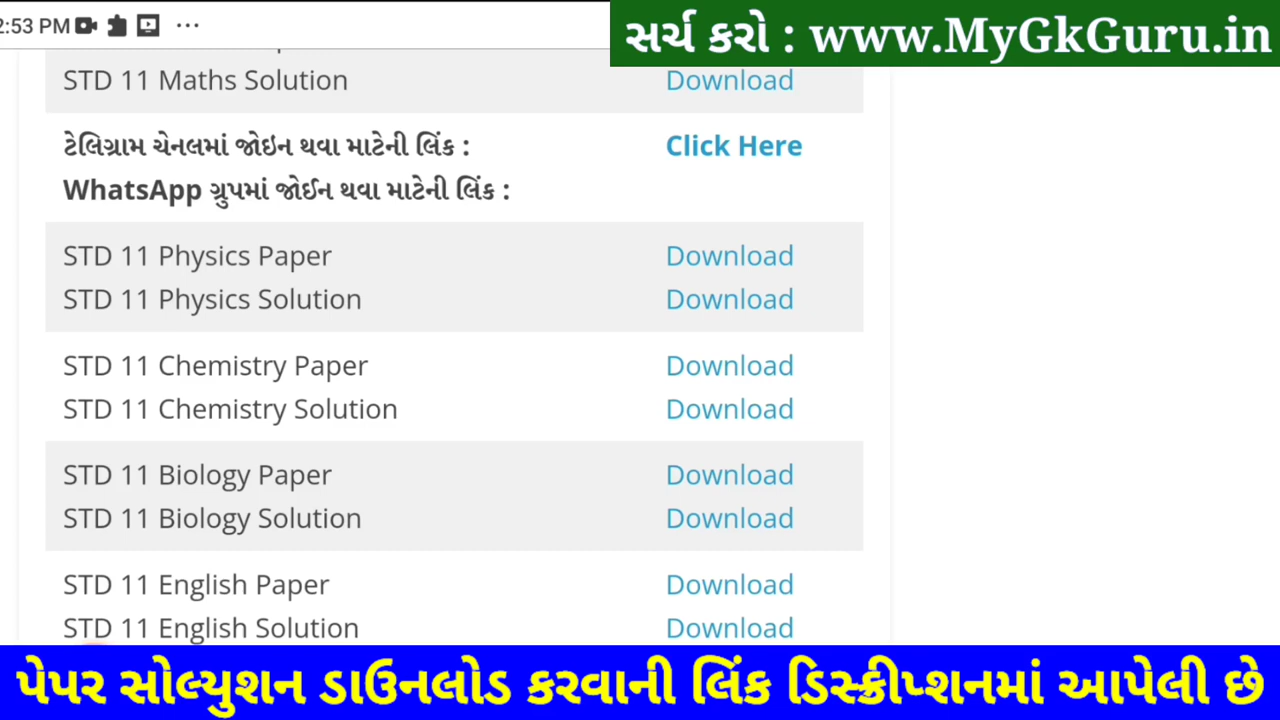 2:53 PM
સર્ચ કરો : www.MyGkGuru.in
STD 11 Maths Solution Download
ટેલિગ્રામ ચેનલમાં જોઇન થવા માટેની લિંક : Click Here
WhatsApp ગ્રુપમાં જોઈન થવા માટેની લિંક :
STD 11 Physics Paper Download
STD 11 Physics Solution Download
STD 11 Chemistry Paper Download
STD 11 Chemistry Solution Download
STD 11 Biology Paper Download
STD 11 Biology Solution Download
STD 11 English Paper Download
STD 11 English Solution Download
પેપર સોલ્યુશન ડાઉનલોડ કરવાની લિંક ડિસ્ક્રીપ્શનમાં આપેલી છે